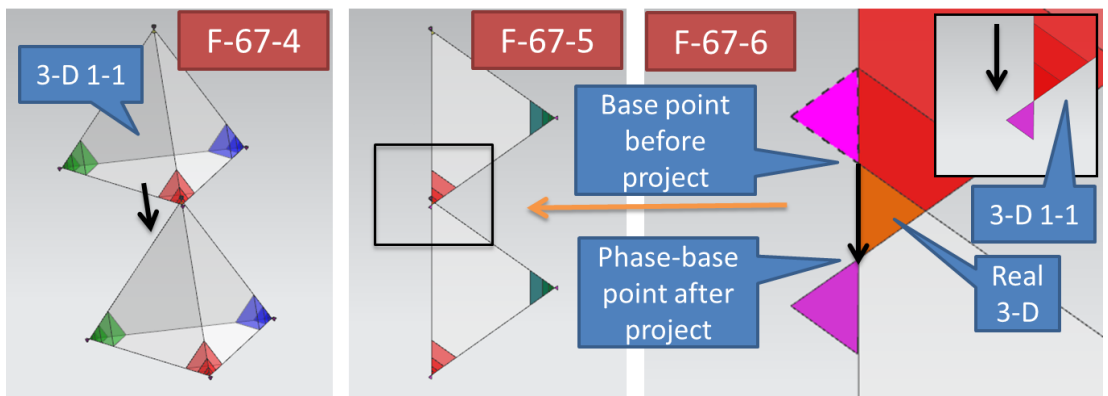 F-67-4
3-D 1-1
F-67-5
F-67-6
Base point
before
project
Phase-base
point after
project
3-D 1-1
Real
3-D